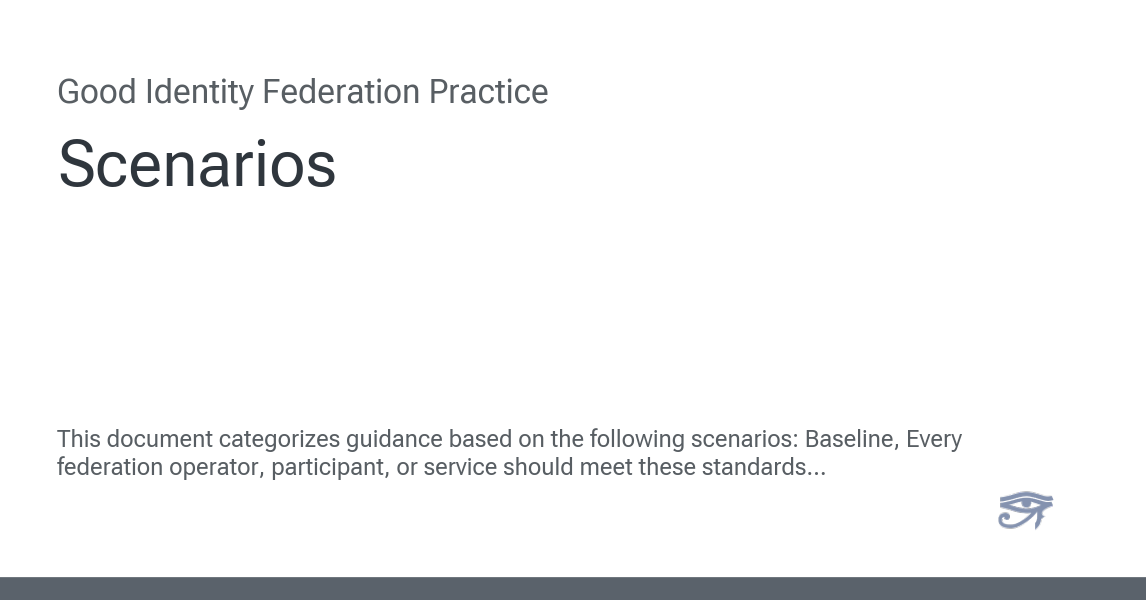 Good Identity Federation Practice
Scenarios
This document categorizes guidance based on the following scenarios: Baseline, Every
federation operator, participant, or service should meet these standards...